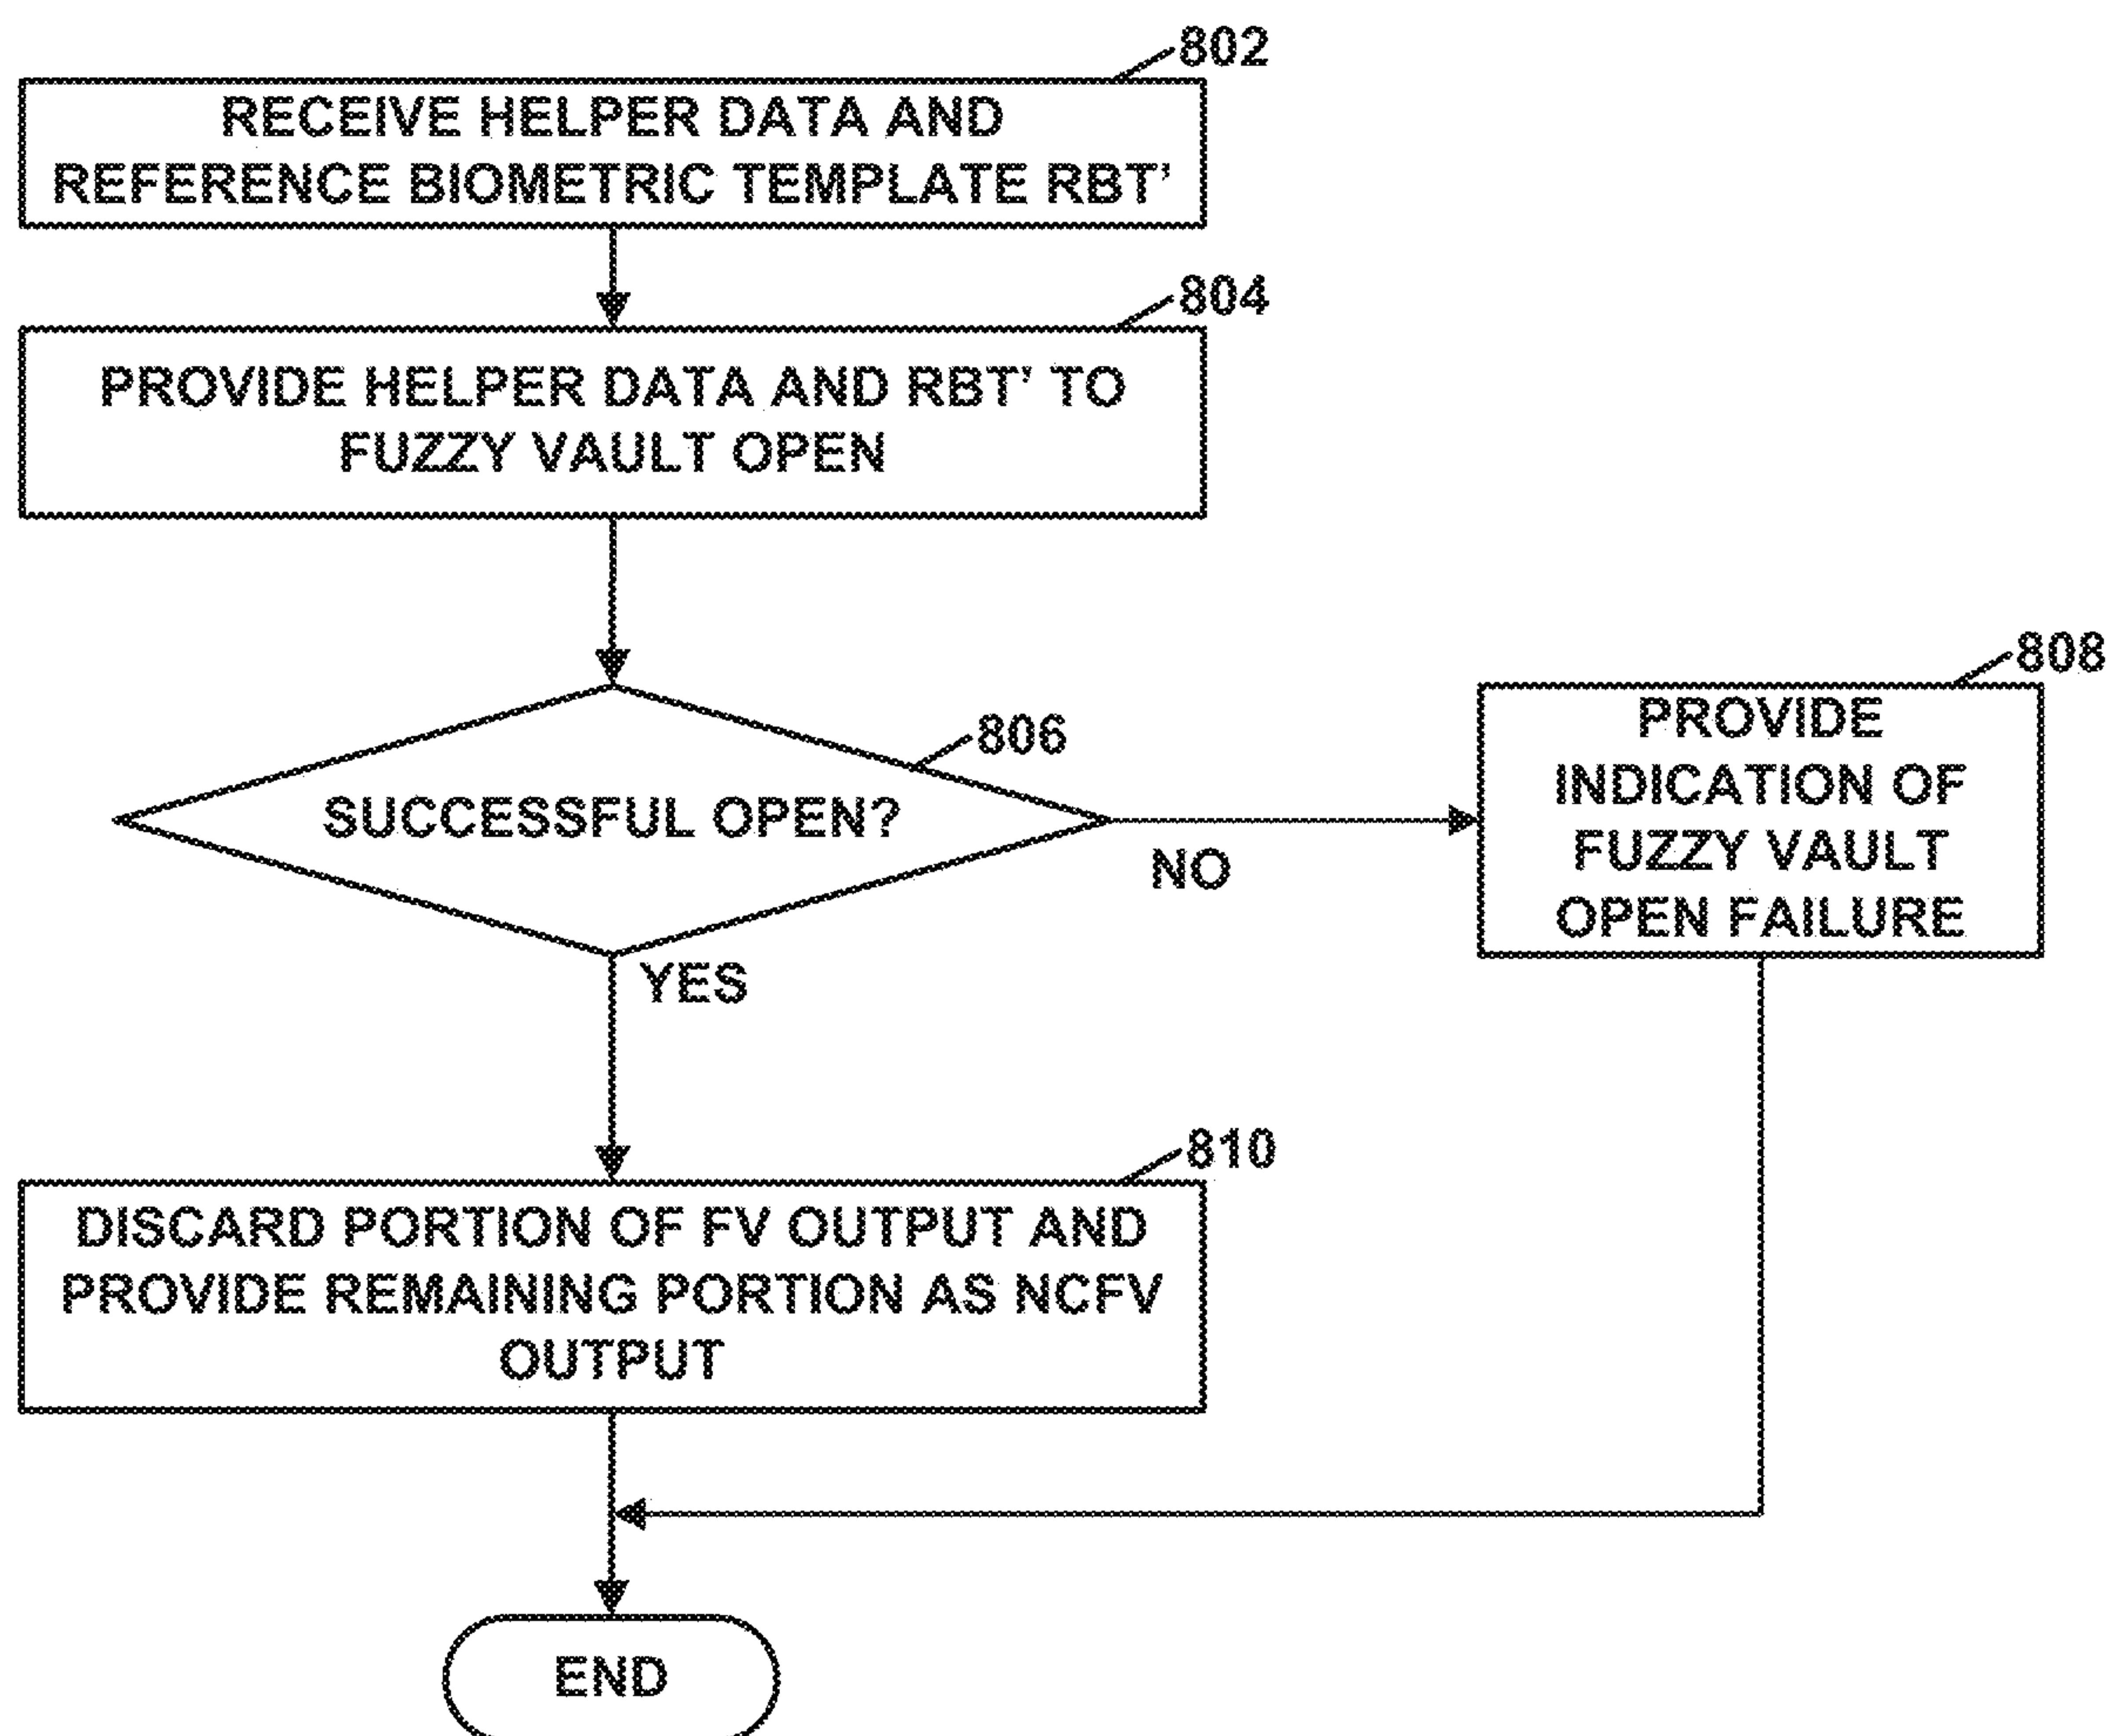 802
RECEIVE HELPER DATA AND
REFERENCE BIOMETRIC TEMPLATE RBT'
804
PROVIDE HELPER DATA AND RBT' TO
FUZZY VAULT OPEN
806
SUCCESSFUL OPEN?
NO
808
PROVIDE
INDICATION OF
FUZZY VAULT
OPEN FAILURE
YES
810
DISCARD PORTION OF FV OUTPUT AND
PROVIDE REMAINING PORTION AS NCFV
OUTPUT
END